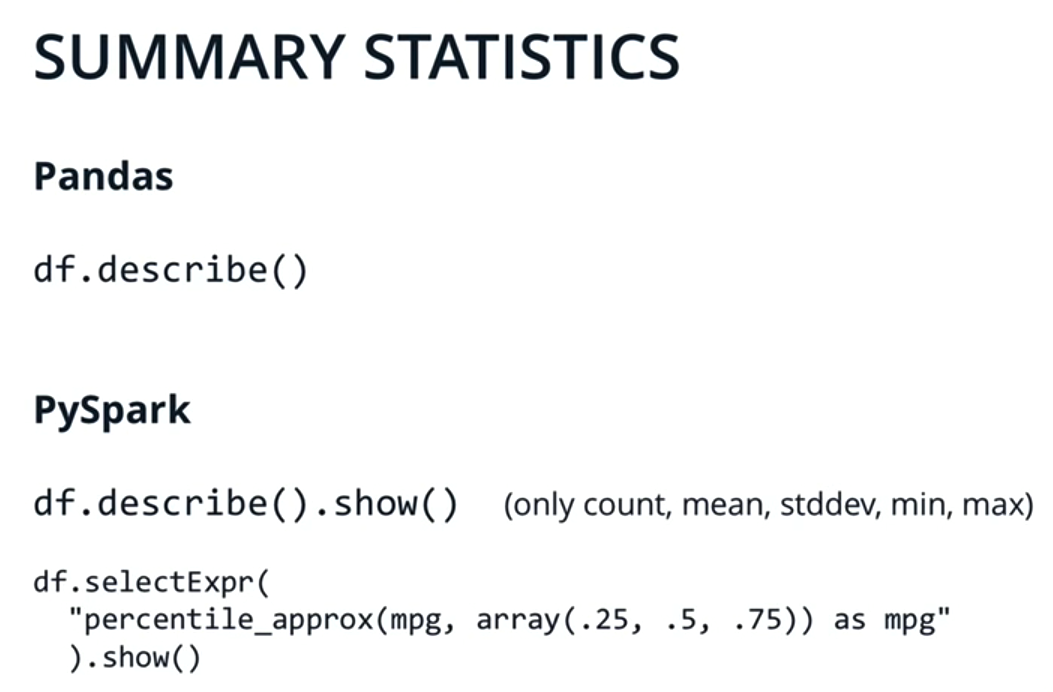 SUMMARY STATISTICS
Pandas
df.describe()
PySpark
df.describe().show() (only count, mean, stddev, min, max)
df.selectExpr(
"percentile_approx(mpg, array(.25, .5, .75)) as mpg"
).show()